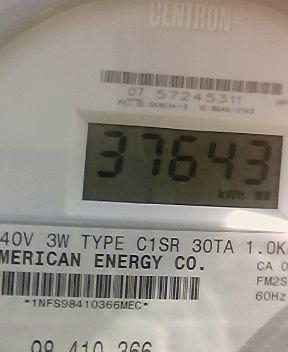 CENTRON
07 57245311
37643
kWh
40V 3W TYPE C1SR 30TA 1.0K
MERICAN ENERGY CO.
CA 0
FM2S
60Hz
*1NFS98410366MEC*
98 410 366